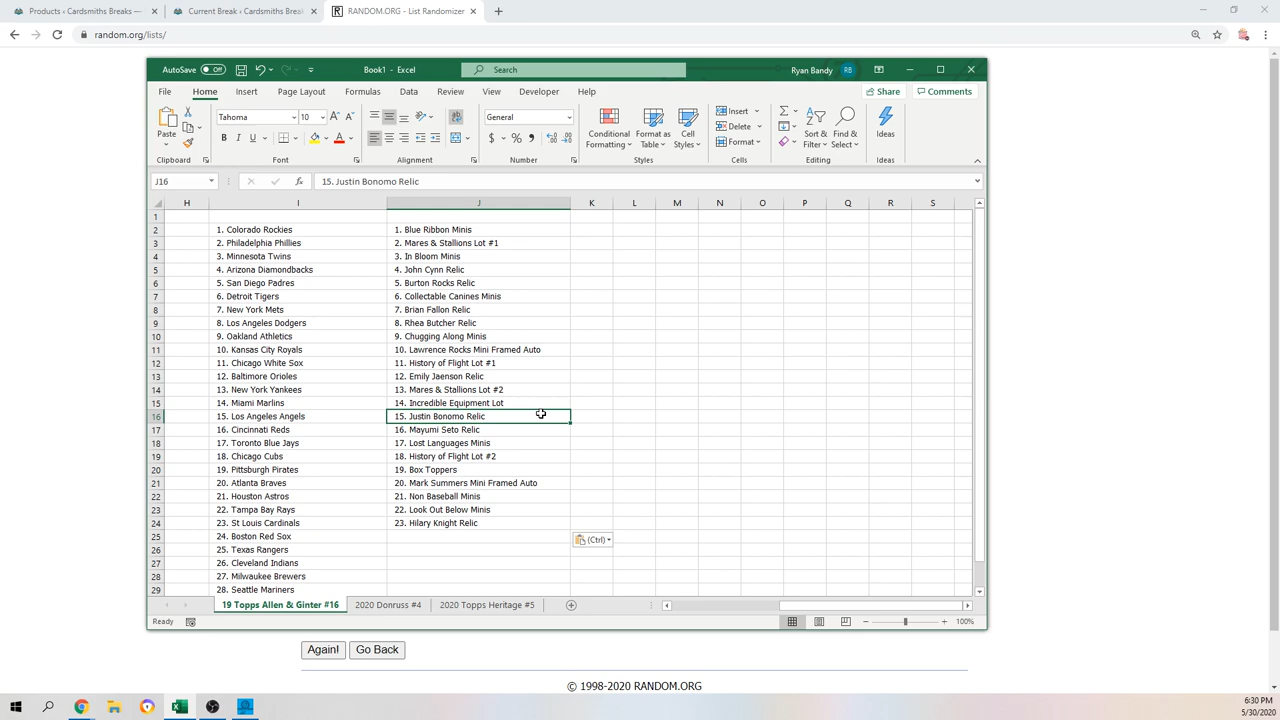 Products ‹ Cardsmiths Breaks —
Current Break ‹ Cardsmiths Break
RANDOM.ORG - List Randomizer
random.org/lists/
AutoSave Off
Book1 - Excel
Search
Ryan Bandy RB
File Home Insert Page Layout Formulas Data Review View Developer Help
Share Comments
Paste
Tahoma 10
General
Conditional Formatting
Format as Table
Cell Styles
Insert
Delete
Format
Sort & Filter
Find & Select
Ideas
Clipboard Font Alignment Number Styles Cells Editing Ideas
J16 fx 15. Justin Bonomo Relic
H I J K L M N O P Q R S
1
2 1. Colorado Rockies 1. Blue Ribbon Minis
3 2. Philadelphia Phillies 2. Mares & Stallions Lot #1
4 3. Minnesota Twins 3. In Bloom Minis
5 4. Arizona Diamondbacks 4. John Cynn Relic
6 5. San Diego Padres 5. Burton Rocks Relic
7 6. Detroit Tigers 6. Collectable Canines Minis
8 7. New York Mets 7. Brian Fallon Relic
9 8. Los Angeles Dodgers 8. Rhea Butcher Relic
10 9. Oakland Athletics 9. Chugging Along Minis
11 10. Kansas City Royals 10. Lawrence Rocks Mini Framed Auto
12 11. Chicago White Sox 11. History of Flight Lot #1
13 12. Baltimore Orioles 12. Emily Jaenson Relic
14 13. New York Yankees 13. Mares & Stallions Lot #2
15 14. Miami Marlins 14. Incredible Equipment Lot
16 15. Los Angeles Angels 15. Justin Bonomo Relic
17 16. Cincinnati Reds 16. Mayumi Seto Relic
18 17. Toronto Blue Jays 17. Lost Languages Minis
19 18. Chicago Cubs 18. History of Flight Lot #2
20 19. Pittsburgh Pirates 19. Box Toppers
21 20. Atlanta Braves 20. Mark Summers Mini Framed Auto
22 21. Houston Astros 21. Non Baseball Minis
23 22. Tampa Bay Rays 22. Look Out Below Minis
24 23. St Louis Cardinals 23. Hilary Knight Relic
25 24. Boston Red Sox
26 25. Texas Rangers
27 26. Cleveland Indians
28 27. Milwaukee Brewers
29 28. Seattle Mariners
(Ctrl)
19 Topps Allen & Ginter #16 2020 Donruss #4 2020 Topps Heritage #5
Ready 100%
Again! Go Back
© 1998-2020 RANDOM.ORG
6:30 PM
5/30/2020